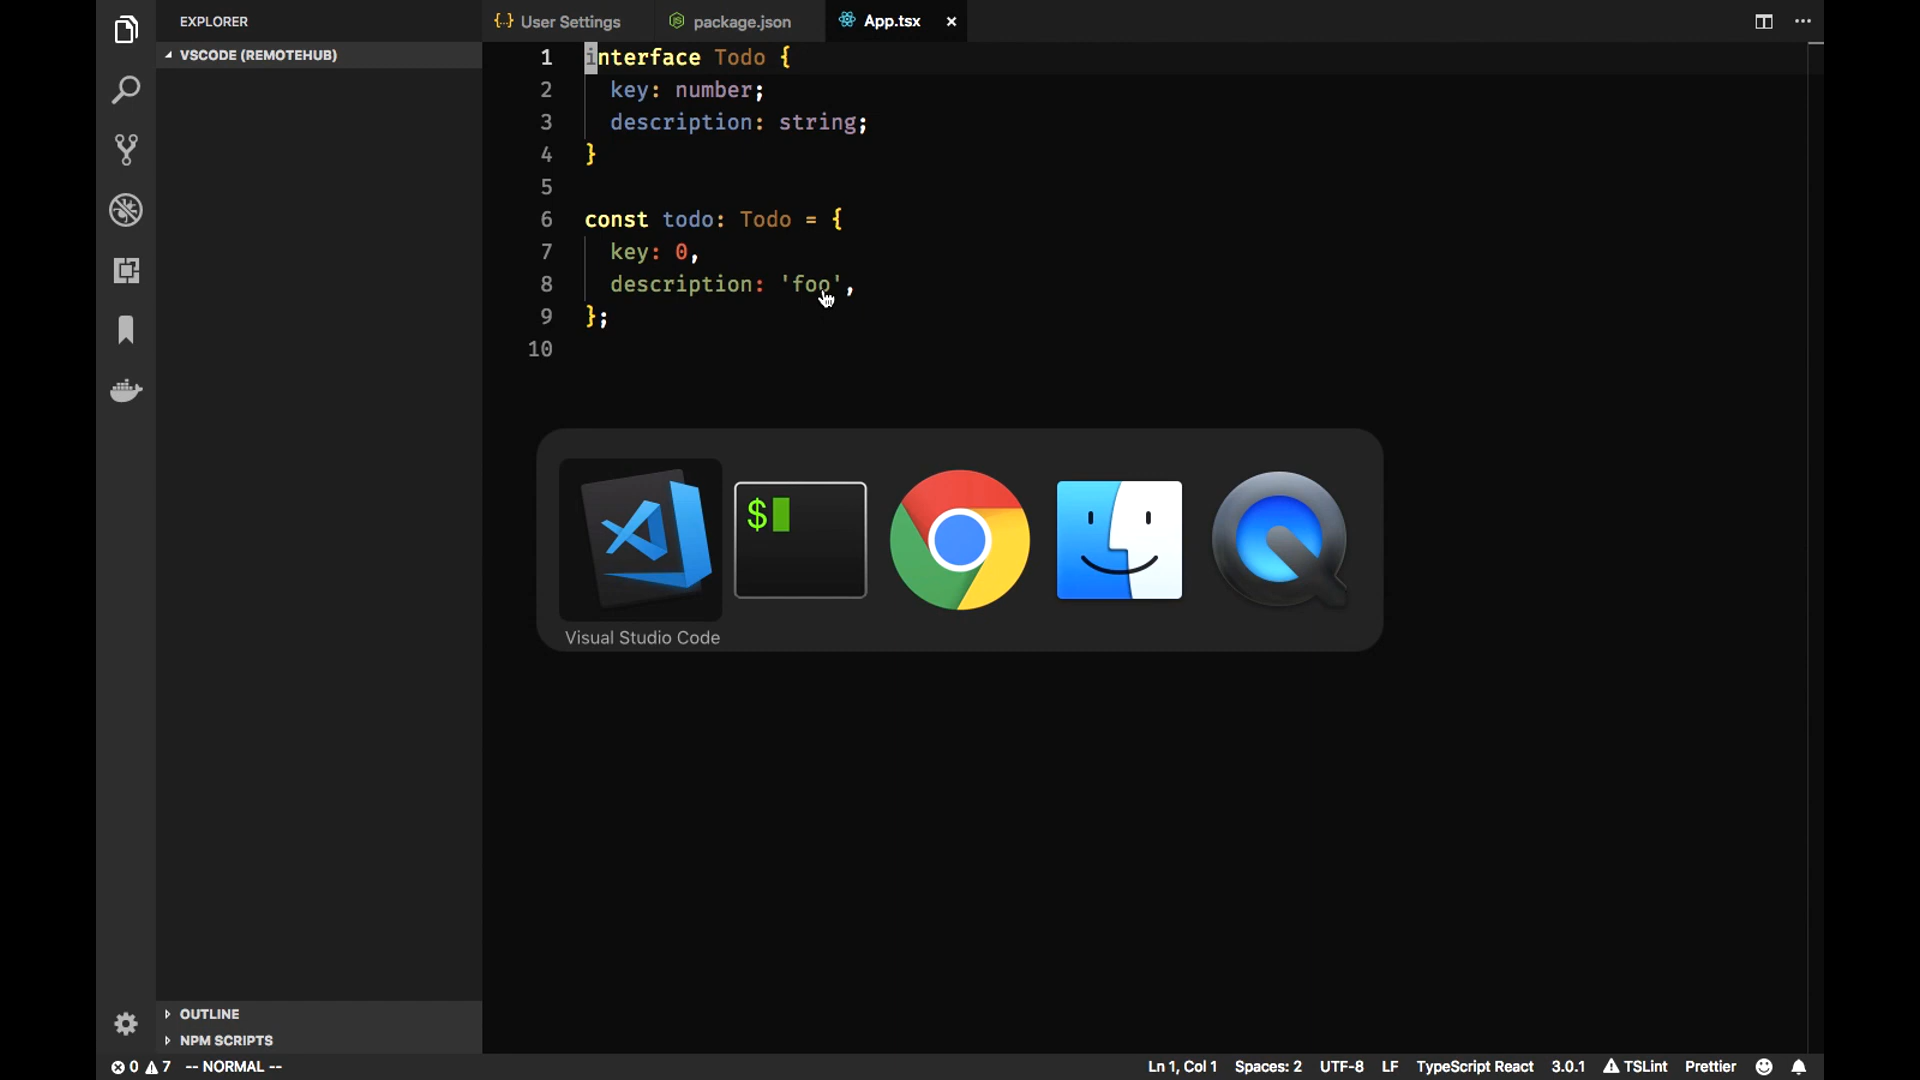 EXPLORER
VSCODE (REMOTEHUB)
OUTLINE
NPM SCRIPTS
User Settings
package.json
App.tsx
1 interface Todo {
2 key: number;
3 description: string;
4 }
5
6 const todo: Todo = {
7 key: 0,
8 description: 'foo',
9 };
10
$
Visual Studio Code
0 7 -- NORMAL --
Ln 1, Col 1 Spaces: 2 UTF-8 LF TypeScript React 3.0.1 TSLint Prettier